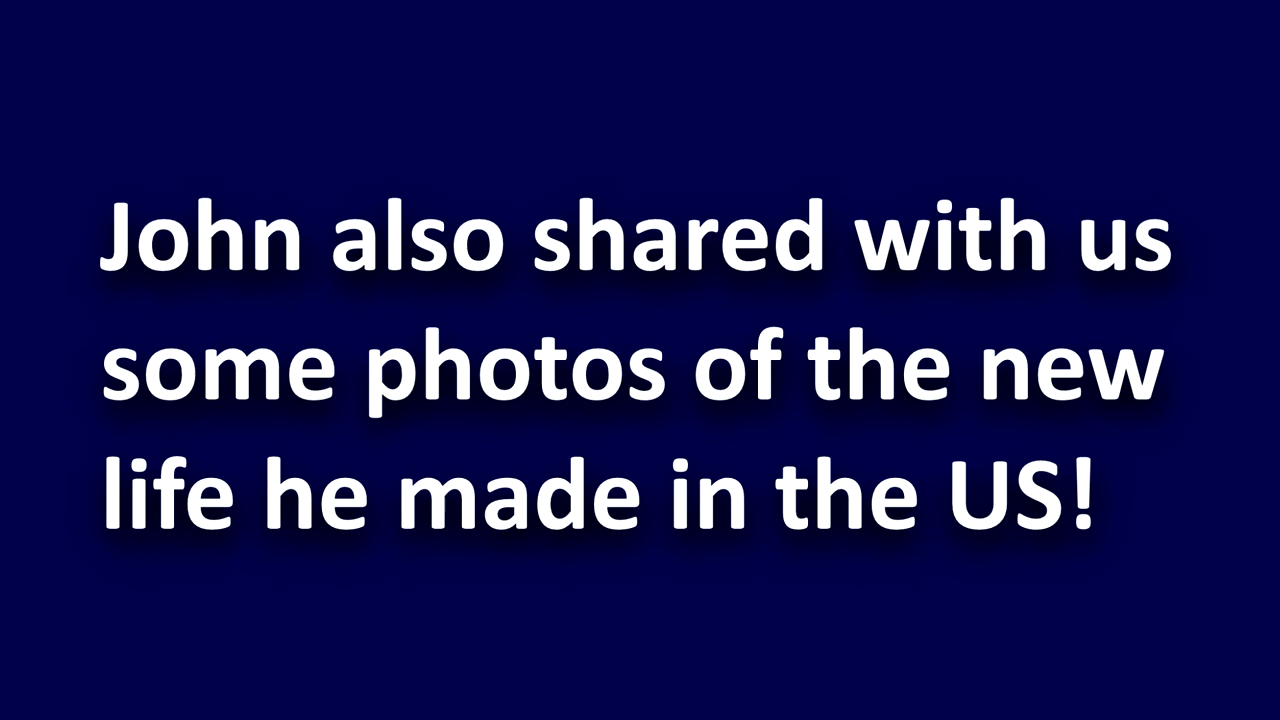 John also shared with us
some photos of the new
life he made in the US!